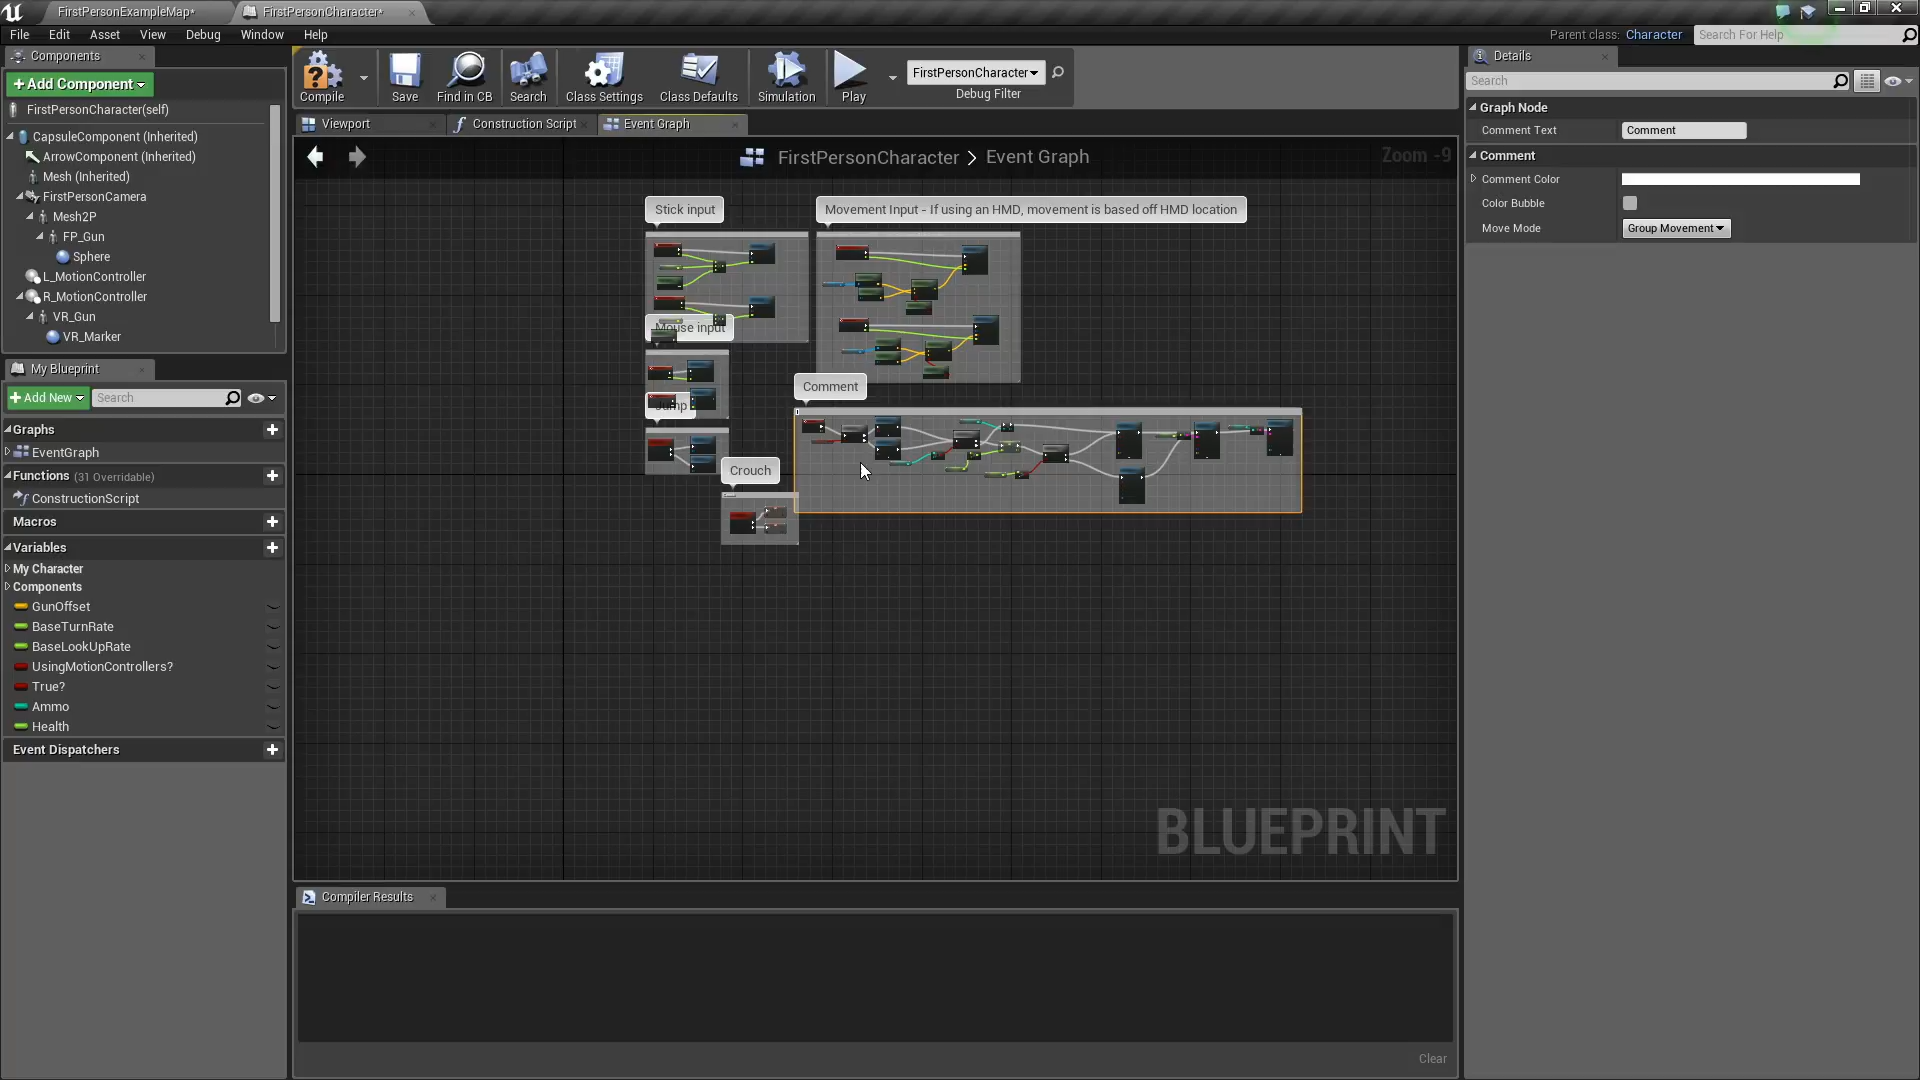 FirstPersonExampleMap*
FirstPersonCharacter*
File Edit Asset View Debug Window Help
Parent class: Character
Search For Help
Components
Add Component
FirstPersonCharacter(self)
CapsuleComponent (Inherited)
ArrowComponent (Inherited)
Mesh (Inherited)
FirstPersonCamera
Mesh2P
FP_Gun
Sphere
L_MotionController
R_MotionController
VR_Gun
VR_Marker
My Blueprint
Add New
Search
Graphs
EventGraph
Functions (31 Overridable)
ConstructionScript
Macros
Variables
My Character
Components
GunOffset
BaseTurnRate
BaseLookUpRate
UsingMotionControllers?
True?
Ammo
Health
Event Dispatchers
Compile
Save
Find in CB
Search
Class Settings
Class Defaults
Simulation
Play
FirstPersonCharacter
Debug Filter
Viewport
Construction Script
Event Graph
FirstPersonCharacter > Event Graph
Zoom -9
Stick input
Movement Input - If using an HMD, movement is based off HMD location
Mouse input
Comment
Jump
Crouch
BLUEPRINT
Compiler Results
Clear
Details
Search
Graph Node
Comment Text
Comment
Comment
Comment Color
Color Bubble
Move Mode
Group Movement